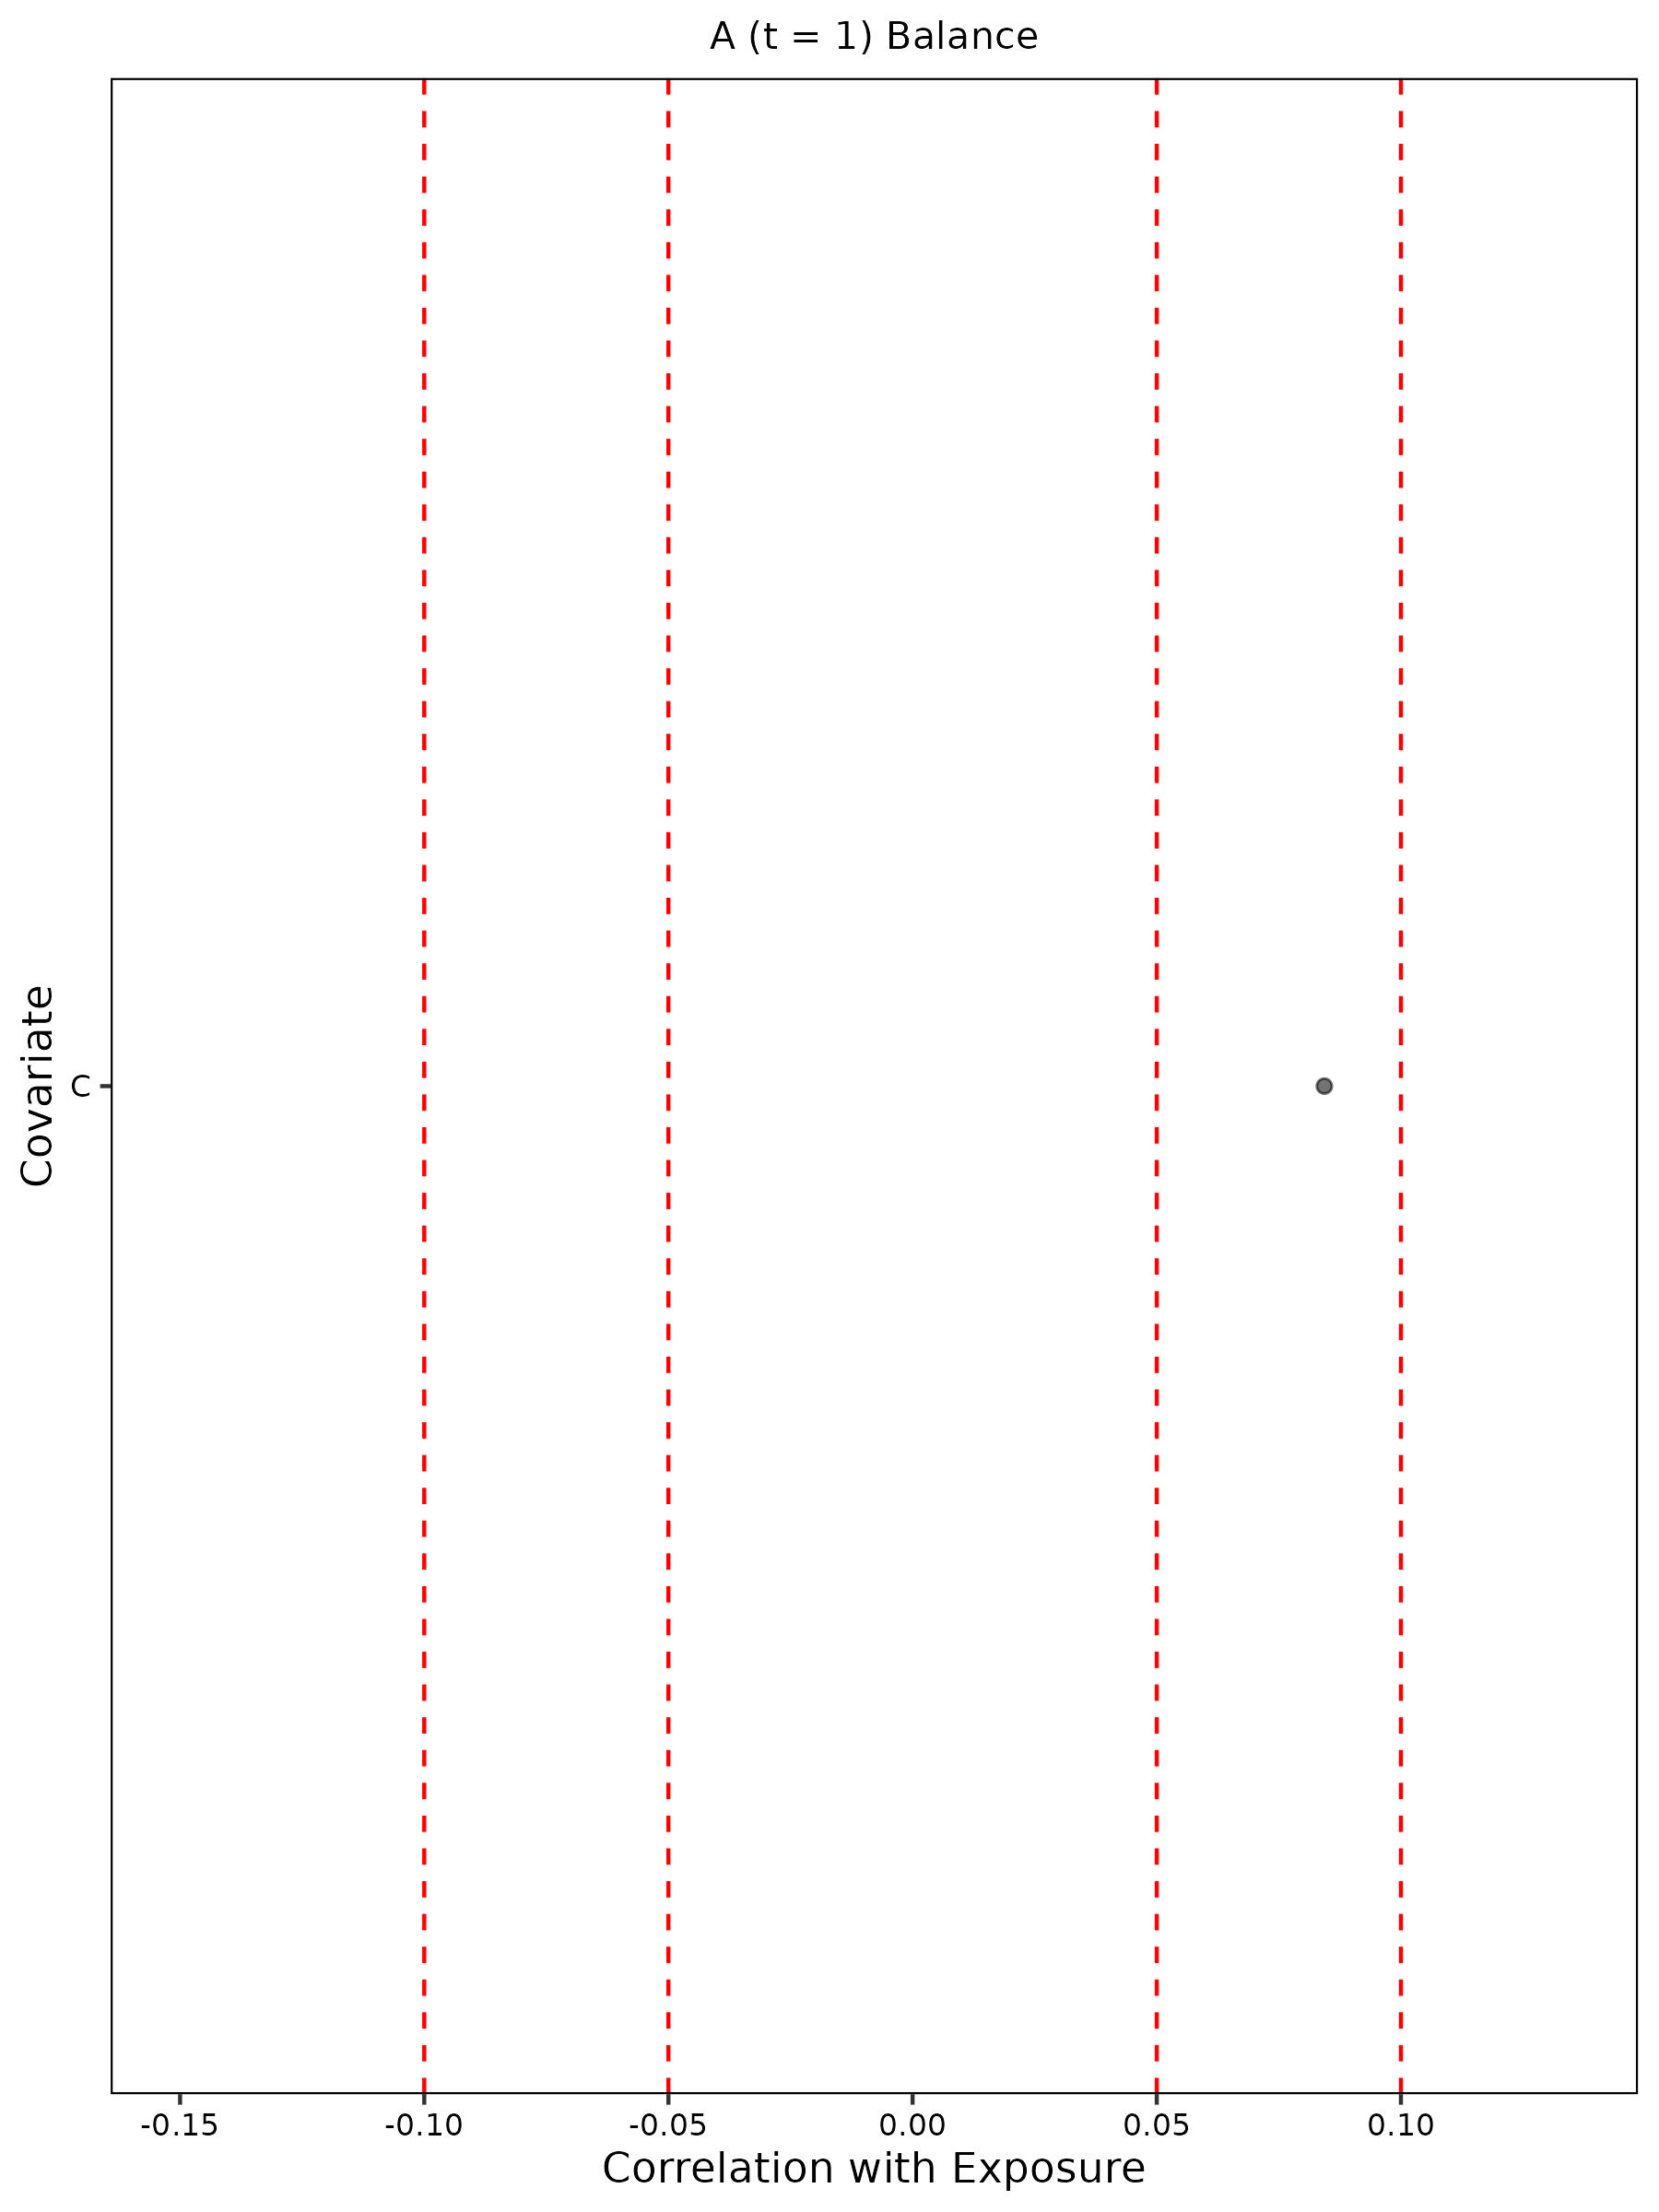 A (t = 1) Balance
Covariate
C
-0.15 -0.10 -0.05 0.00 0.05 0.10
Correlation with Exposure